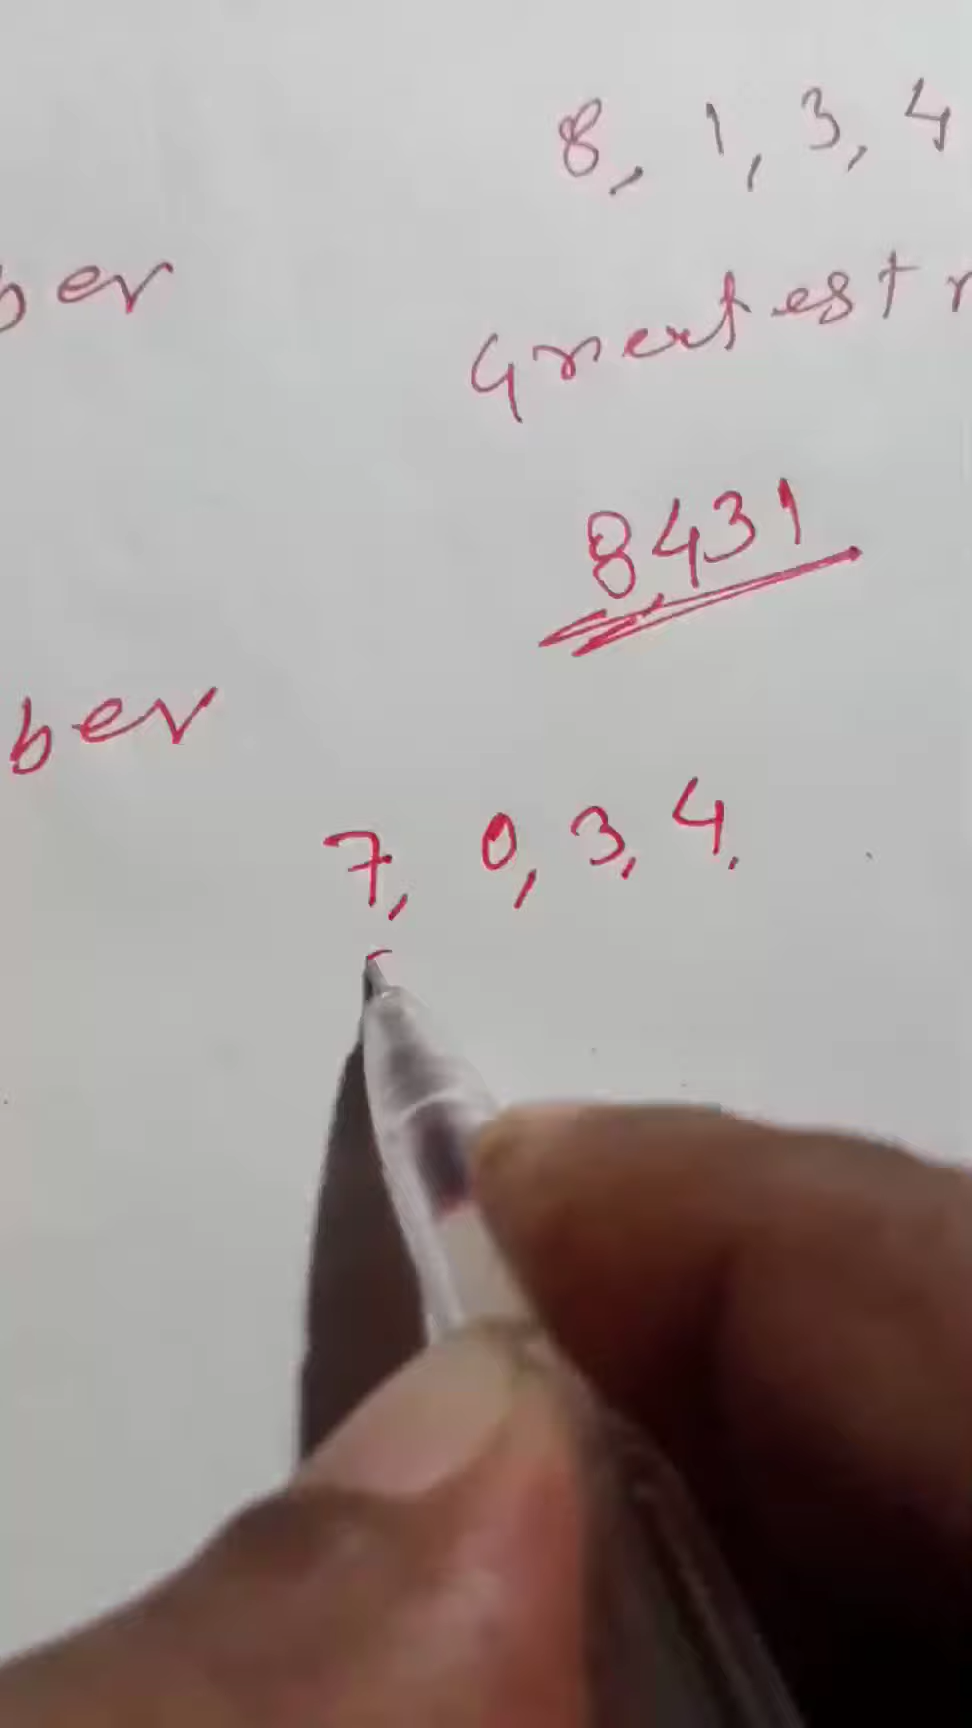 8, 1, 3, 4
ber
Greatest
8431
ber
7, 0, 3, 4.